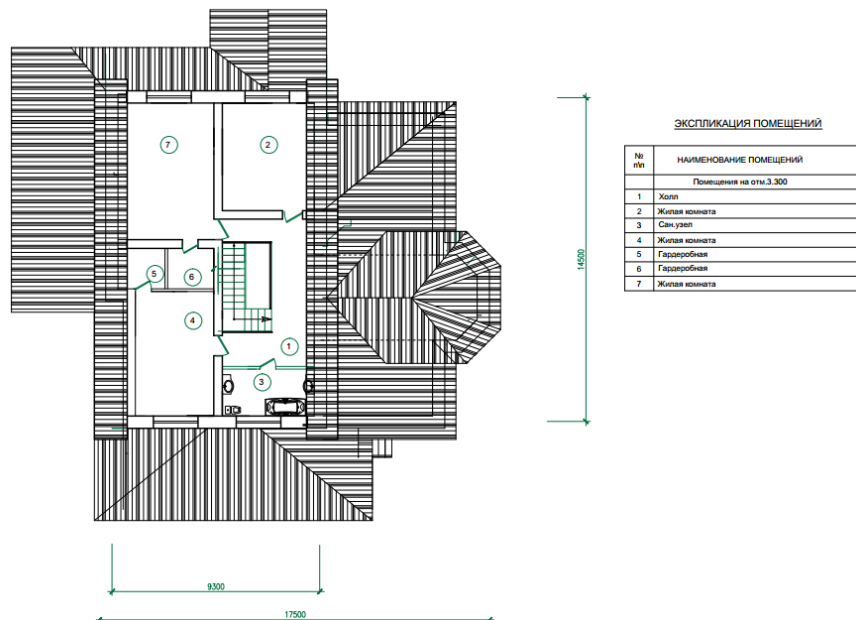 ЭКСПЛИКАЦИЯ ПОМЕЩЕНИЙ
№ п\п НАИМЕНОВАНИЕ ПОМЕЩЕНИЙ
Помещения на отм.3.300
1 Холл
2 Жилая комната
3 Сан.узел
4 Жилая комната
5 Гардеробная
6 Гардеробная
7 Жилая комната
7
2
5
6
4
1
3
14500
9300
17500